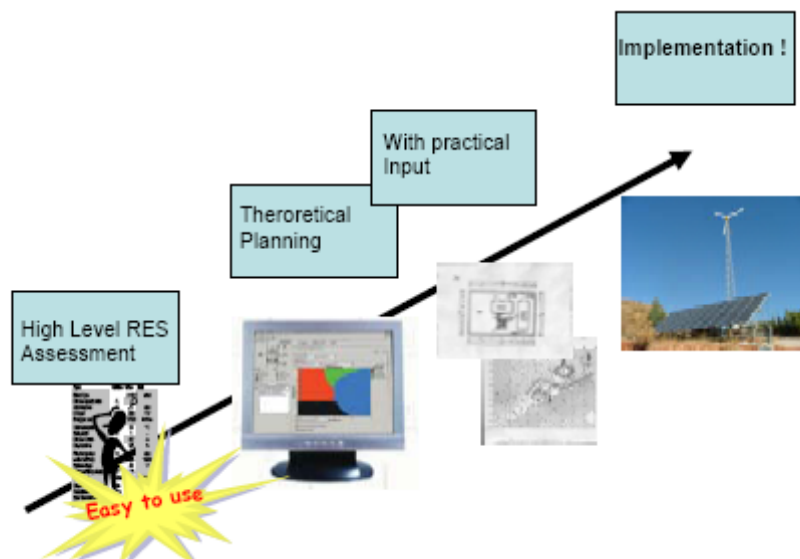 Implementation !
With practical
Input
Theroretical
Planning
High Level RES
Assessment
Easy to use